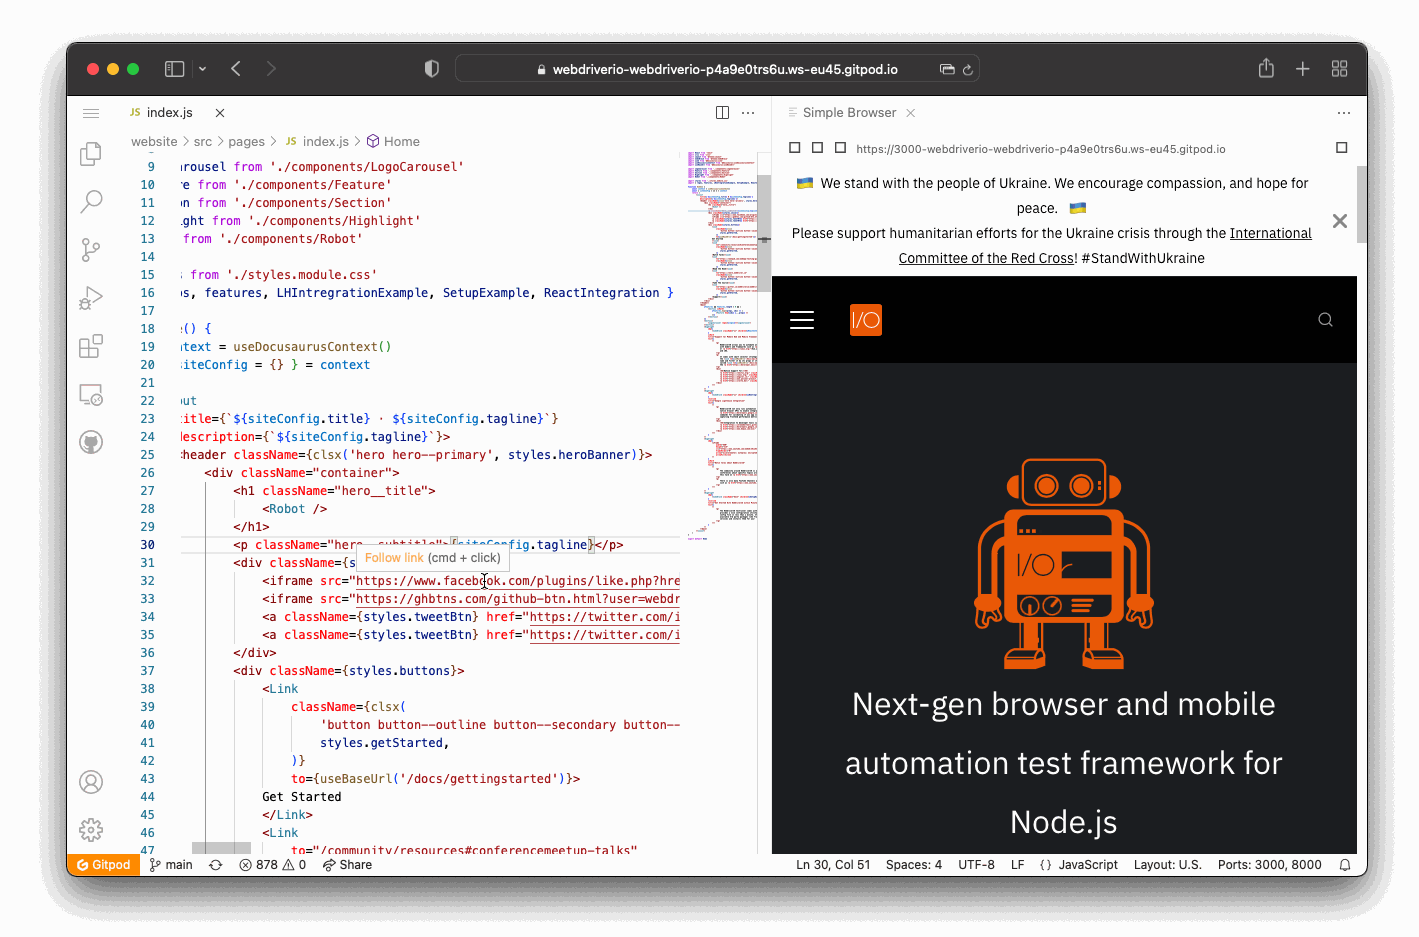 webdriverio-webdriverio-p4a9e0trs6u.ws-eu45.gitpod.io
JS index.js
website > src > pages > JS index.js > Home
9 arousel from './components/LogoCarousel'
10 re from './components/Feature'
11 on from './components/Section'
12 ight from './components/Highlight'
13 from './components/Robot'
14
15 s from './styles.module.css'
16 os, features, LHIntregrationExample, SetupExample, ReactIntegration }
17
18 () {
19 ntext = useDocusaurusContext()
20 siteConfig = {} } = context
21
22 out
23 title={`${siteConfig.title} · ${siteConfig.tagline}`}
24 description={`${siteConfig.tagline}`}>
25 <header className={clsx('hero hero--primary', styles.heroBanner)}>
26 <div className="container">
27 <h1 className="hero__title">
28 <Robot />
29 </h1>
30 <p className="hero__subtitle">{siteConfig.tagline}</p>
Follow link (cmd + click)
31 <div className={s
32 <iframe src="https://www.facebook.com/plugins/like.php?hre
33 <iframe src="https://ghbtns.com/github-btn.html?user=webdr
34 <a className={styles.tweetBtn} href="https://twitter.com/i
35 <a className={styles.tweetBtn} href="https://twitter.com/i
36 </div>
37 <div className={styles.buttons}>
38 <Link
39 className={clsx(
40 'button button--outline button--secondary button--
41 styles.getStarted,
42 )}
43 to={useBaseUrl('/docs/gettingstarted')}>
44 Get Started
45 </Link>
46 <Link
47 to="/community/resources#conferencemeetup-talks"
Simple Browser
https://3000-webdriverio-webdriverio-p4a9e0trs6u.ws-eu45.gitpod.io
🇺🇦 We stand with the people of Ukraine. We encourage compassion, and hope for
peace. 🇺🇦
Please support humanitarian efforts for the Ukraine crisis through the International
Committee of the Red Cross! #StandWithUkraine
I/O
I/O
Next-gen browser and mobile
automation test framework for
Node.js
Gitpod main 878 0 Share Ln 30, Col 51 Spaces: 4 UTF-8 LF {} JavaScript Layout: U.S. Ports: 3000, 8000